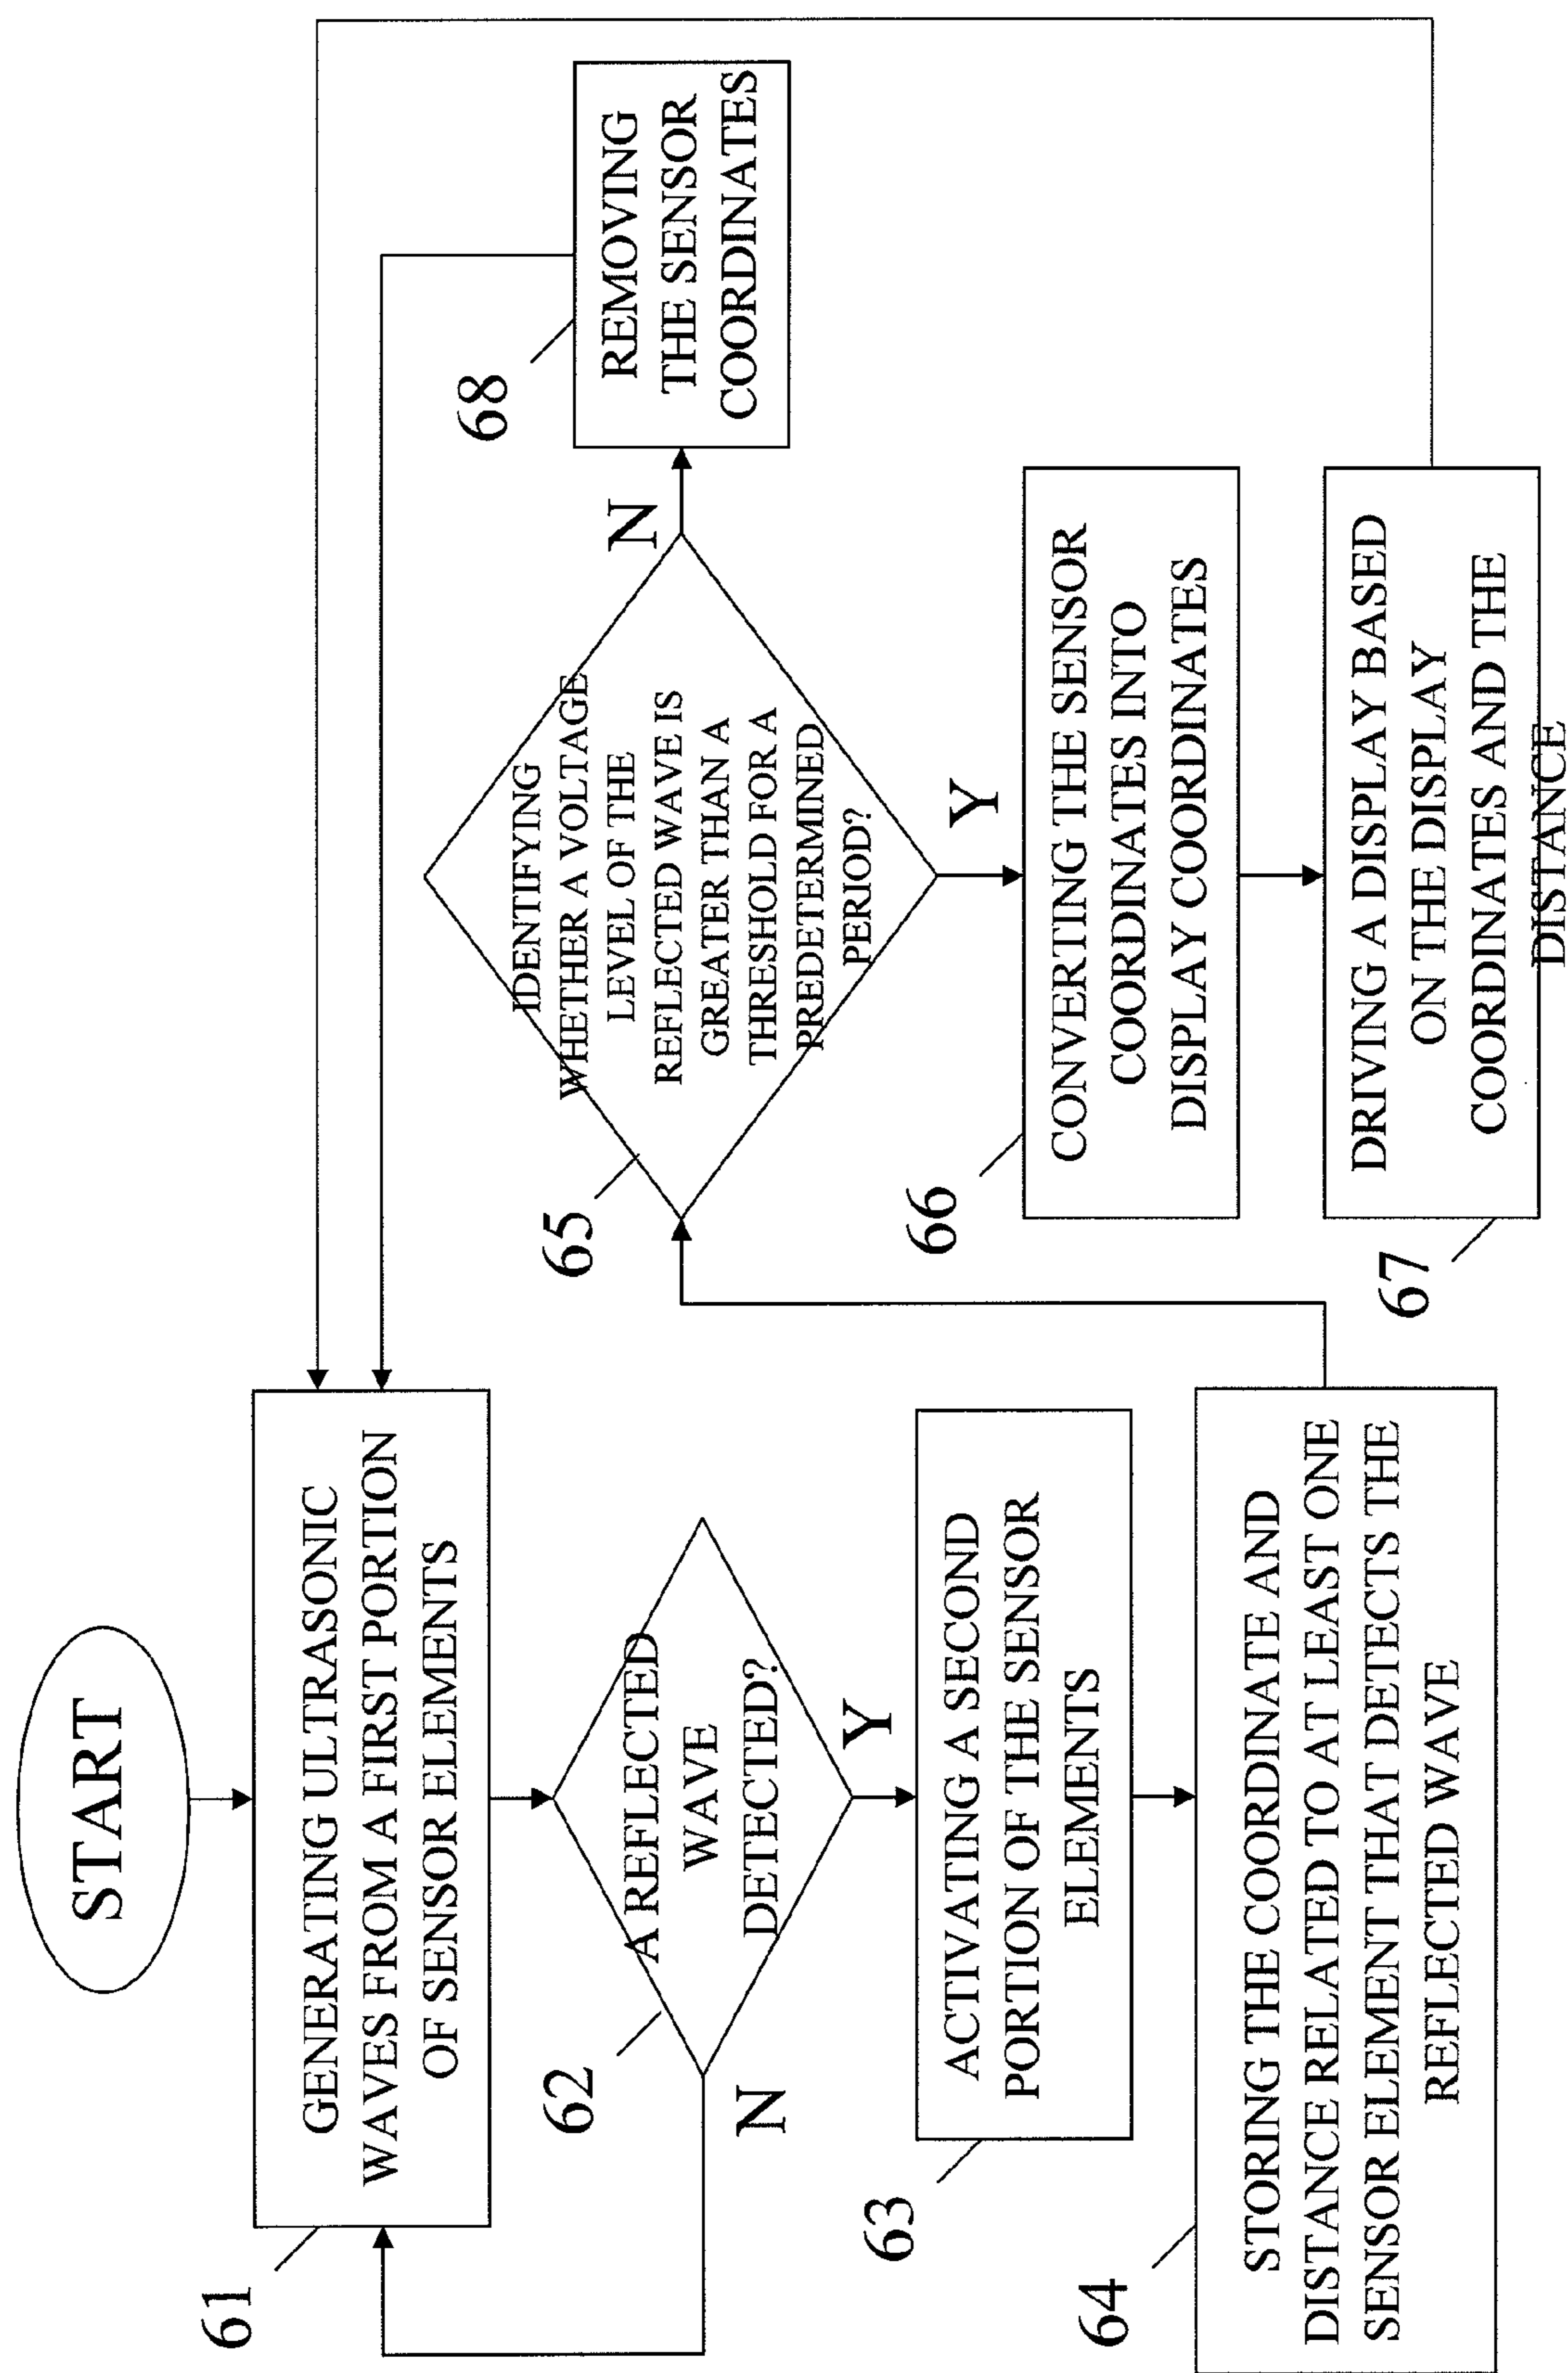 START
61
GENERATING ULTRASONIC
WAVES FROM A FIRST PORTION
OF SENSOR ELEMENTS
62
A REFLECTED
WAVE
DETECTED?
N
Y
63
ACTIVATING A SECOND
PORTION OF THE SENSOR
ELEMENTS
64
STORING THE COORDINATE AND
DISTANCE RELATED TO AT LEAST ONE
SENSOR ELEMENT THAT DETECTS THE
REFLECTED WAVE
65
IDENTIFYING
WHETHER A VOLTAGE
LEVEL OF THE
REFLECTED WAVE IS
GREATER THAN A
THRESHOLD FOR A
PREDETERMINED
PERIOD?
N
Y
68
REMOVING
THE SENSOR
COORDINATES
66
CONVERTING THE SENSOR
COORDINATES INTO
DISPLAY COORDINATES
67
DRIVING A DISPLAY BASED
ON THE DISPLAY
COORDINATES AND THE
DISTANCE